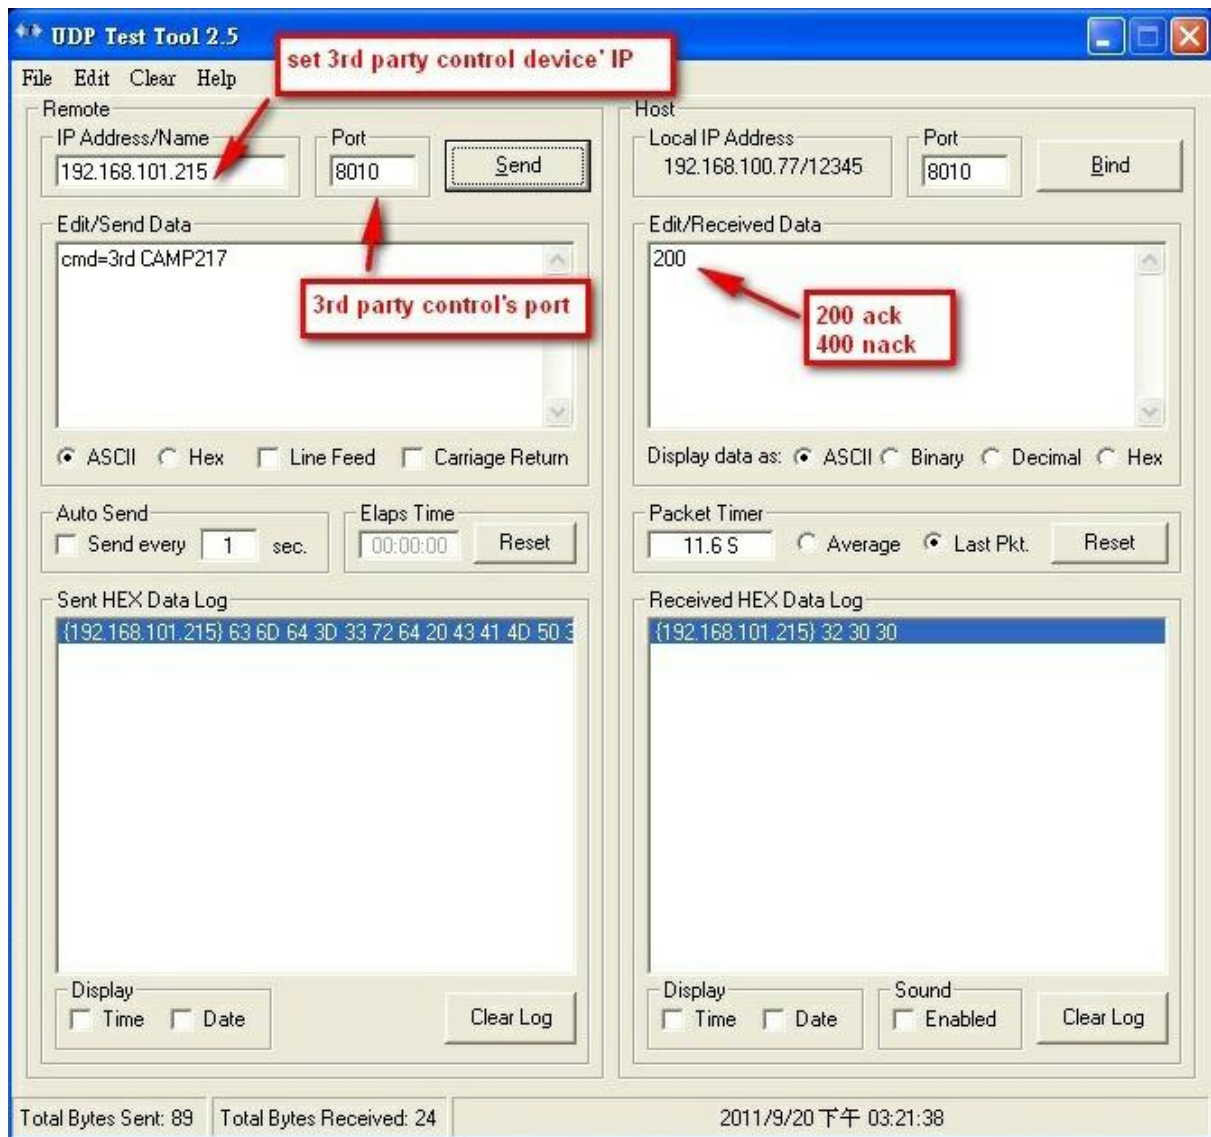 UDP Test Tool 2.5
set 3rd party control device' IP
File Edit Clear Help
Remote
IP Address/Name
192.168.101.215
Port
8010
Send
Edit/Send Data
cmd=3rd CAMP217
3rd party control's port
ASCII Hex Line Feed Carriage Return
Auto Send
Send every 1 sec.
Elaps Time
00:00:00
Reset
Sent HEX Data Log
{192.168.101.215} 63 6D 64 3D 33 72 64 20 43 41 4D 50
Display
Time Date
Clear Log
Host
Local IP Address
192.168.100.77/12345
Port
8010
Bind
Edit/Received Data
200
200 ack
400 nack
Display data as: ASCII Binary Decimal Hex
Packet Timer
11.6 S
Average Last Pkt.
Reset
Received HEX Data Log
{192.168.101.215} 32 30 30
Display
Time Date
Sound
Enabled
Clear Log
Total Bytes Sent: 89
Total Bytes Received: 24
2011/9/20 下午 03:21:38